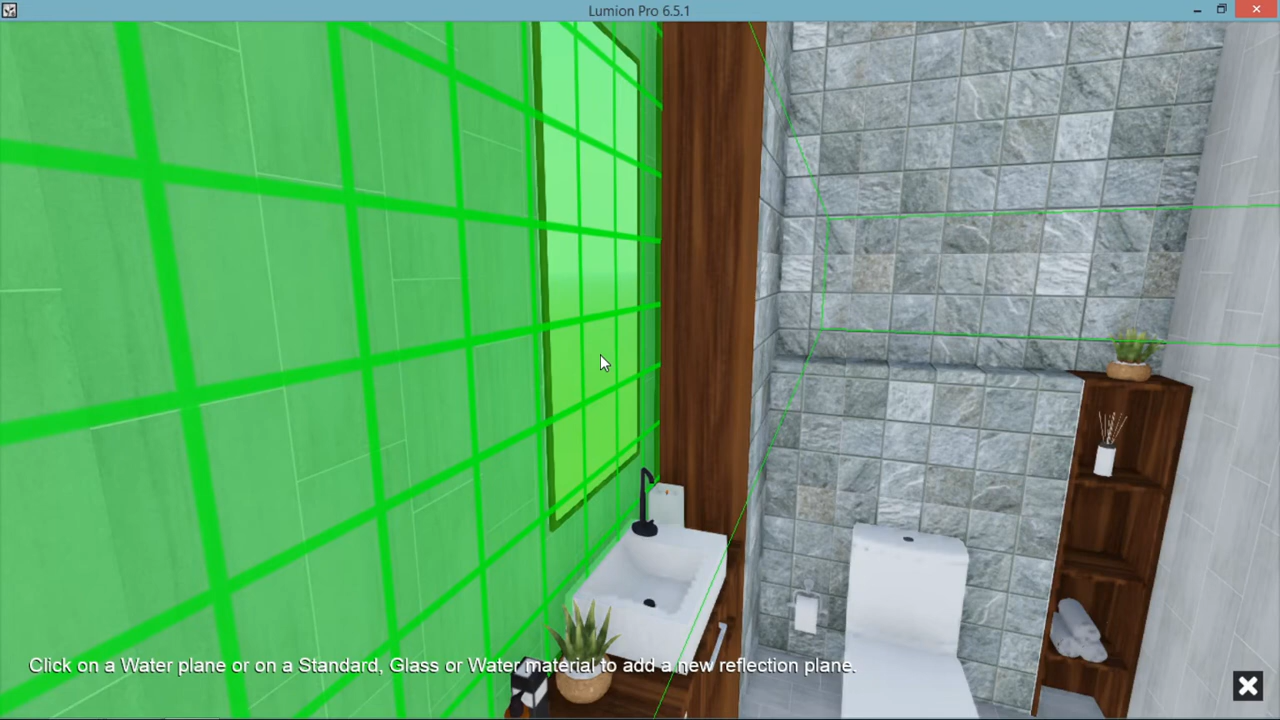 Lumion Pro 6.5.1
Click on a Water plane or on a Standard, Glass or Water material to add a new reflection plane.